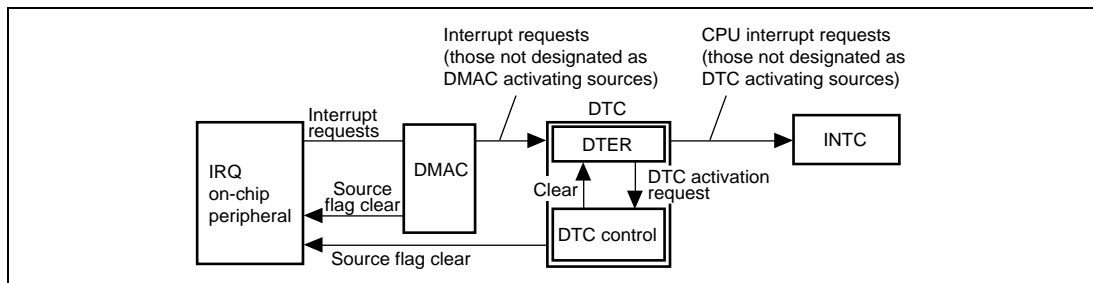 Interrupt requests
(those not designated as
DMAC activating sources)
CPU interrupt requests
(those not designated as
DTC activating sources)
DTC
Interrupt
requests
DTER
INTC
IRQ
on-chip
peripheral
DMAC
Source
flag clear
Clear
DTC activation
request
DTC control
Source flag clear